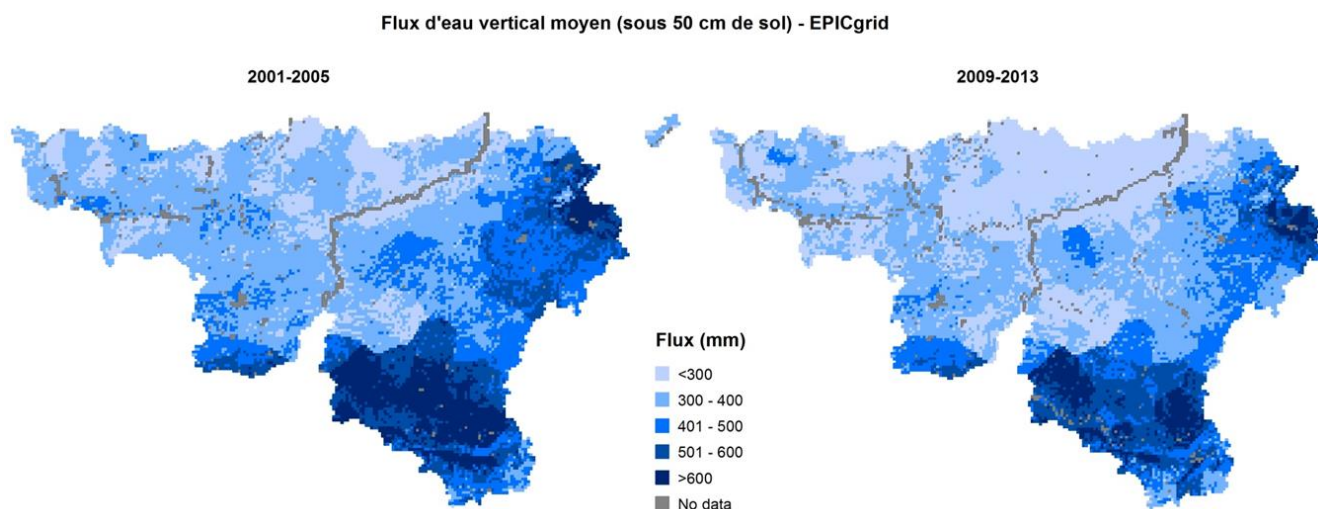 Flux d'eau vertical moyen (sous 50 cm de sol) - EPICgrid
2001-2005
2009-2013
Flux (mm)
<300
300 - 400
401 - 500
501 - 600
>600
No data